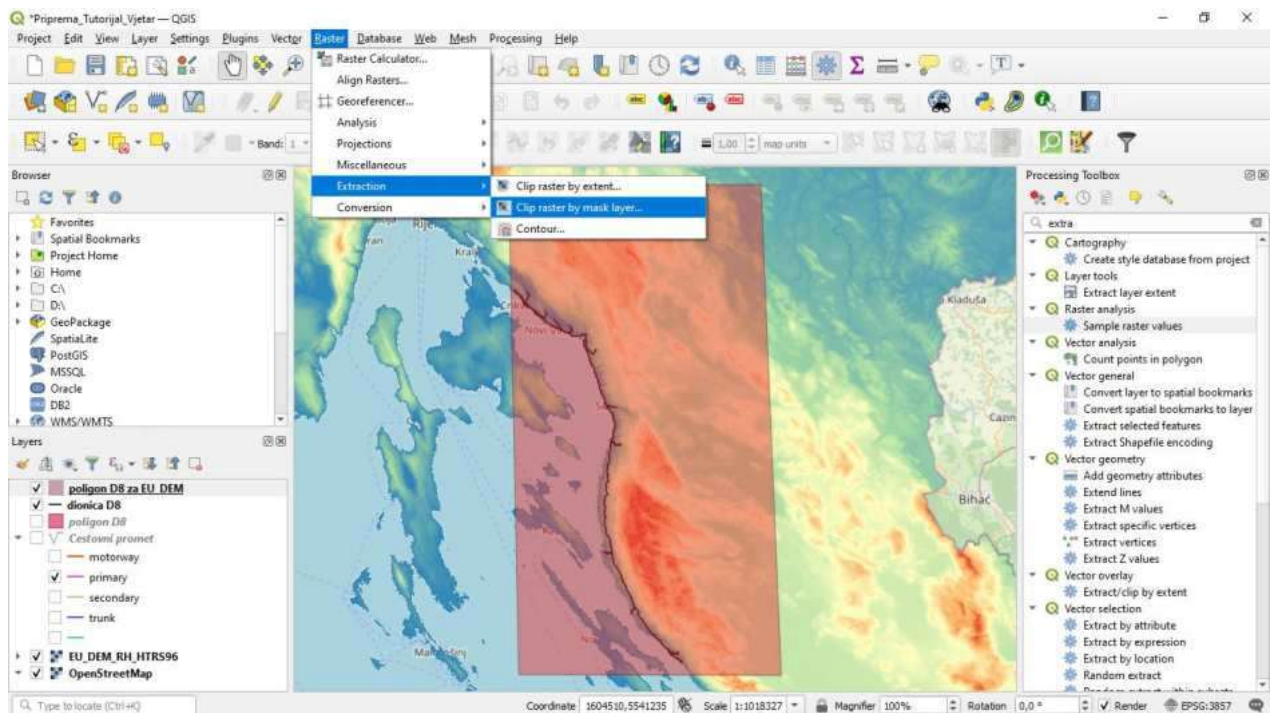 *Priprema_Tutorijal_Vjetar — QGIS
Project Edit View Layer Settings Plugins Vector Raster Database Web Mesh Processing Help
Raster Calculator...
Align Rasters...
Georeferencer...
Analysis
Projections
Miscellaneous
Extraction
Conversion
Clip raster by extent...
Clip raster by mask layer...
Contour...
Band: 1
1,00 map units
Browser
Favorites
Spatial Bookmarks
Project Home
Home
C:\
D:\
GeoPackage
SpatiaLite
PostGIS
MSSQL
Oracle
DB2
WMS/WMTS
Layers
poligon D8 za EU_DEM
dionica D8
poligon D8
Cestovni promet
motorway
primary
secondary
trunk
EU_DEM_RH_HTRS96
OpenStreetMap
Kladuša
Cazin
Bihać
Processing Toolbox
extra
Cartography
Create style database from project
Layer tools
Extract layer extent
Raster analysis
Sample raster values
Vector analysis
Count points in polygon
Vector general
Convert layer to spatial bookmarks
Convert spatial bookmarks to layer
Extract selected features
Extract Shapefile encoding
Vector geometry
Add geometry attributes
Extend lines
Extract M values
Extract specific vertices
Extract vertices
Extract Z values
Vector overlay
Extract/clip by extent
Vector selection
Extract by attribute
Extract by expression
Extract by location
Random extract
Type to locate (Ctrl+K)
Coordinate 1604510,5541235 Scale 1:1018327 Magnifier 100% Rotation 0,0 ° Render EPSG:3857